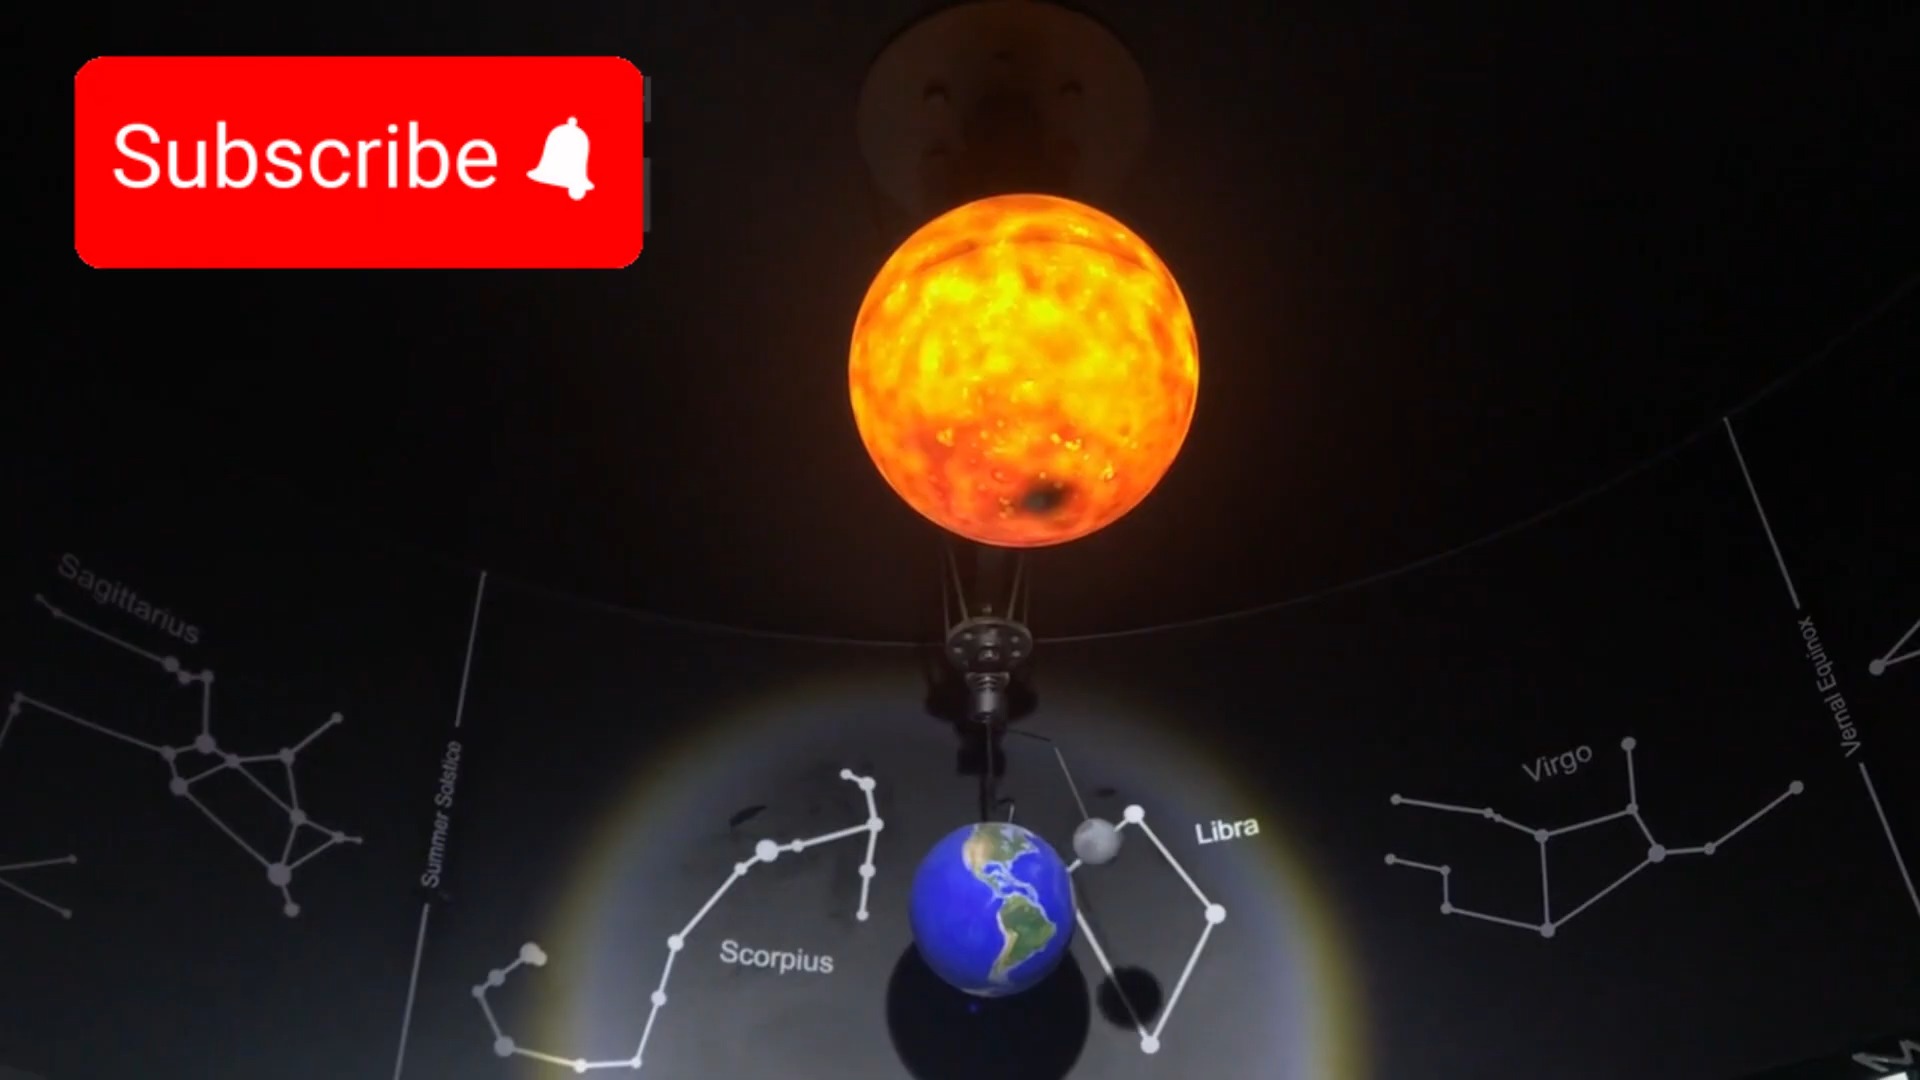 Subscribe
Sagittarius
Summer Solstice
Scorpius
Libra
Virgo
Vernal Equinox